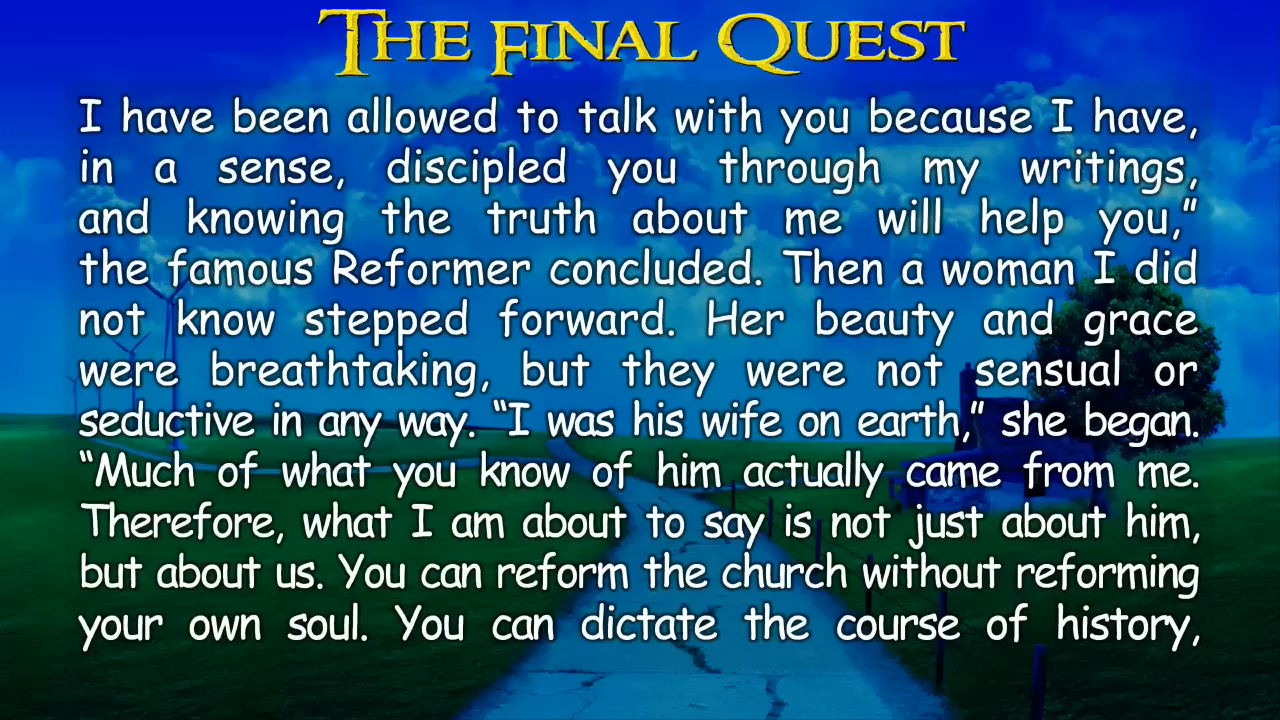 THE FINAL QUEST
I have been allowed to talk with you because I have,
in a sense, discipled you through my writings,
and knowing the truth about me will help you,”
the famous Reformer concluded. Then a woman I did
not know stepped forward. Her beauty and grace
were breathtaking, but they were not sensual or
seductive in any way. “I was his wife on earth,” she began.
“Much of what you know of him actually came from me.
Therefore, what I am about to say is not just about him,
but about us. You can reform the church without reforming
your own soul. You can dictate the course of history,